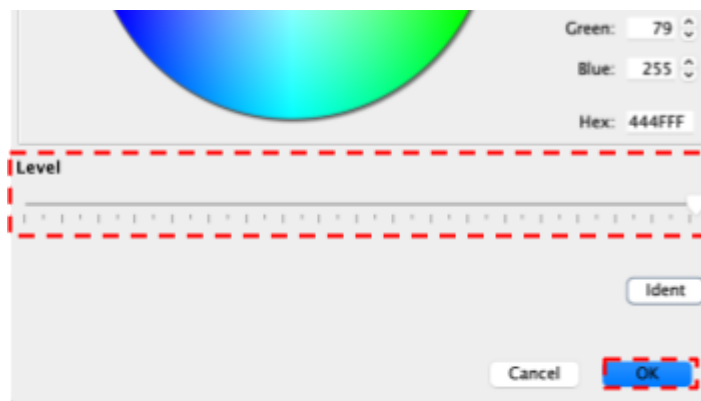 Green: 79
Blue: 255
Hex: 444FFF
Level
Ident
Cancel OK